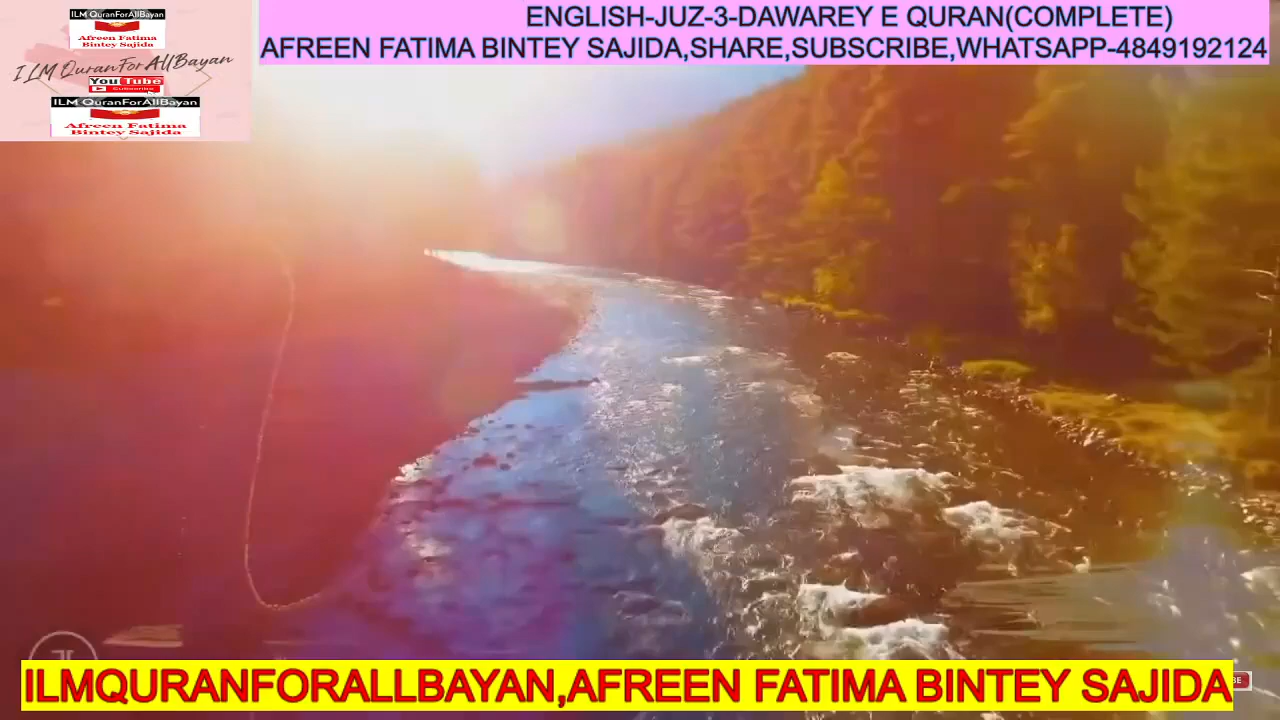 ILM QuranForAllBayan
Afreen Fatima
Bintey Sajida
ILM QuranForAllBayan
YouTube
Subscribe
ILM QuranForAllBayan
Afreen Fatima
Bintey Sajida
ENGLISH-JUZ-3-DAWAREY E QURAN(COMPLETE)
AFREEN FATIMA BINTEY SAJIDA,SHARE,SUBSCRIBE,WHATSAPP-4849192124
ILMQURANFORALLBAYAN,AFREEN FATIMA BINTEY SAJIDA